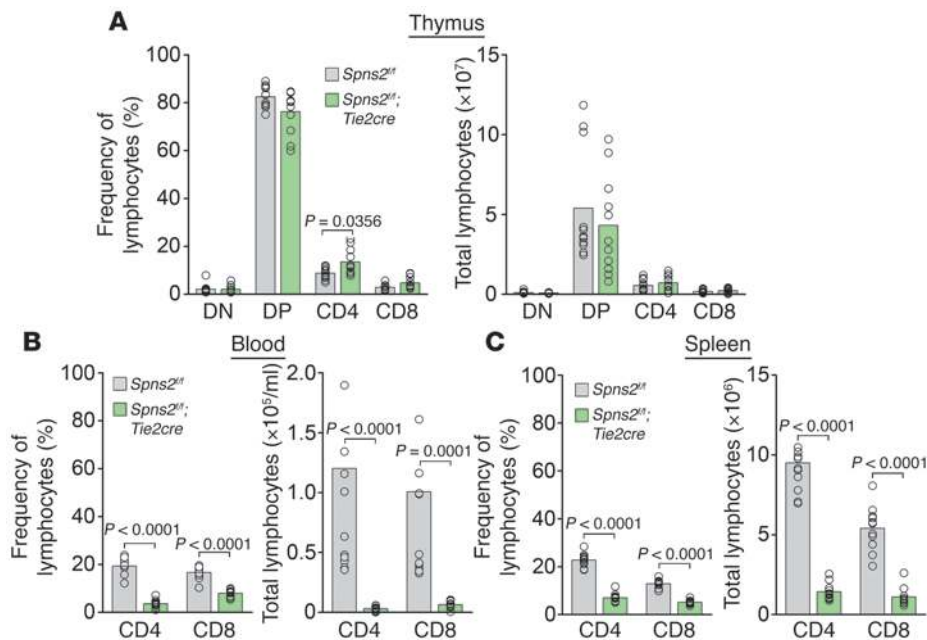 A
Thymus
Frequency of
lymphocytes (%)
100
80
60
40
20
0
Spns2f/f
Spns2f/f;
Tie2cre
P = 0.0356
DN DP CD4 CD8
Total lymphocytes (×10⁷)
15
10
5
0
DN DP CD4 CD8
B
Blood
Frequency of
lymphocytes (%)
100
80
60
40
20
0
Spns2f/f
Spns2f/f;
Tie2cre
P < 0.0001
P < 0.0001
CD4 CD8
Total lymphocytes (×10⁵/ml)
2.0
1.5
1.0
0.5
0
P < 0.0001
P = 0.0001
CD4 CD8
C
Spleen
Frequency of
lymphocytes (%)
100
80
60
40
20
0
Spns2f/f
Spns2f/f;
Tie2cre
P < 0.0001
P < 0.0001
CD4 CD8
Total lymphocytes (×10⁶)
15
10
5
0
P < 0.0001
P < 0.0001
CD4 CD8